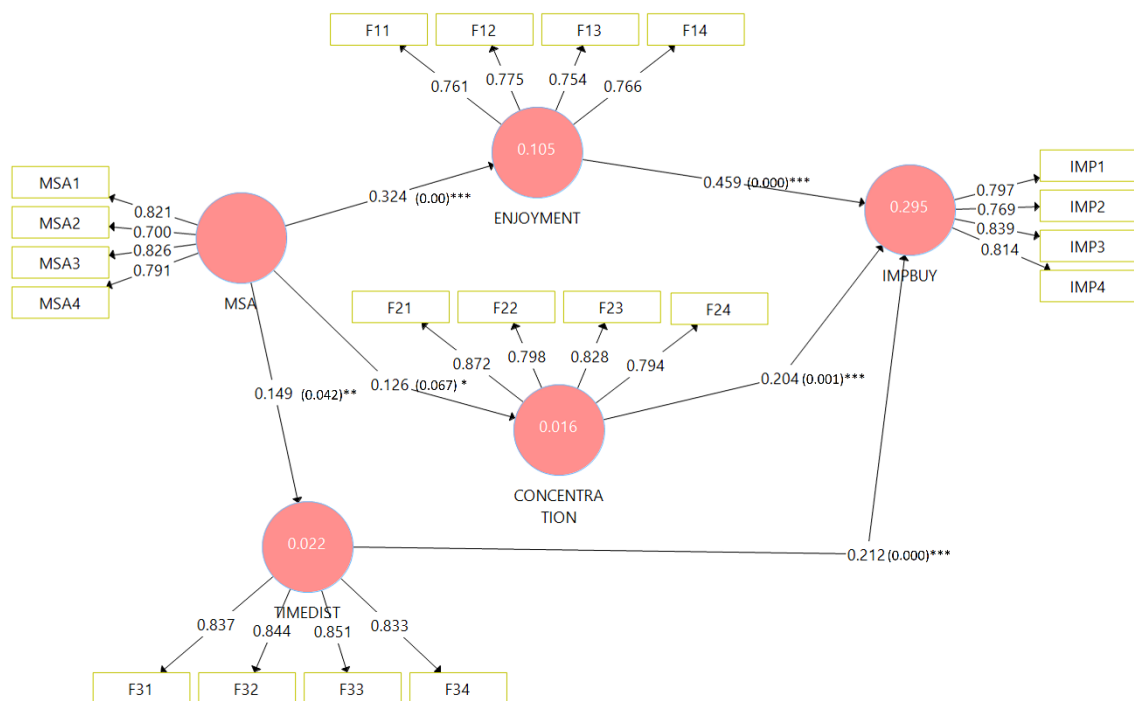 F11
F12
F13
F14
0.761
0.775
0.754
0.766
0.105
ENJOYMENT
MSA1
MSA2
MSA3
MSA4
0.821
0.700
0.826
0.791
MSA
0.324 (0.00)***
0.459 (0.000)***
0.295
IMPBUY
0.797
0.769
0.839
0.814
IMP1
IMP2
IMP3
IMP4
F21
F22
F23
F24
0.872
0.798
0.828
0.794
0.149 (0.042)**
0.126 (0.067) *
0.204 (0.001)***
0.016
CONCENTRA
TION
0.022
TIMEDIST
0.212 (0.000)***
0.837
0.844
0.851
0.833
F31
F32
F33
F34